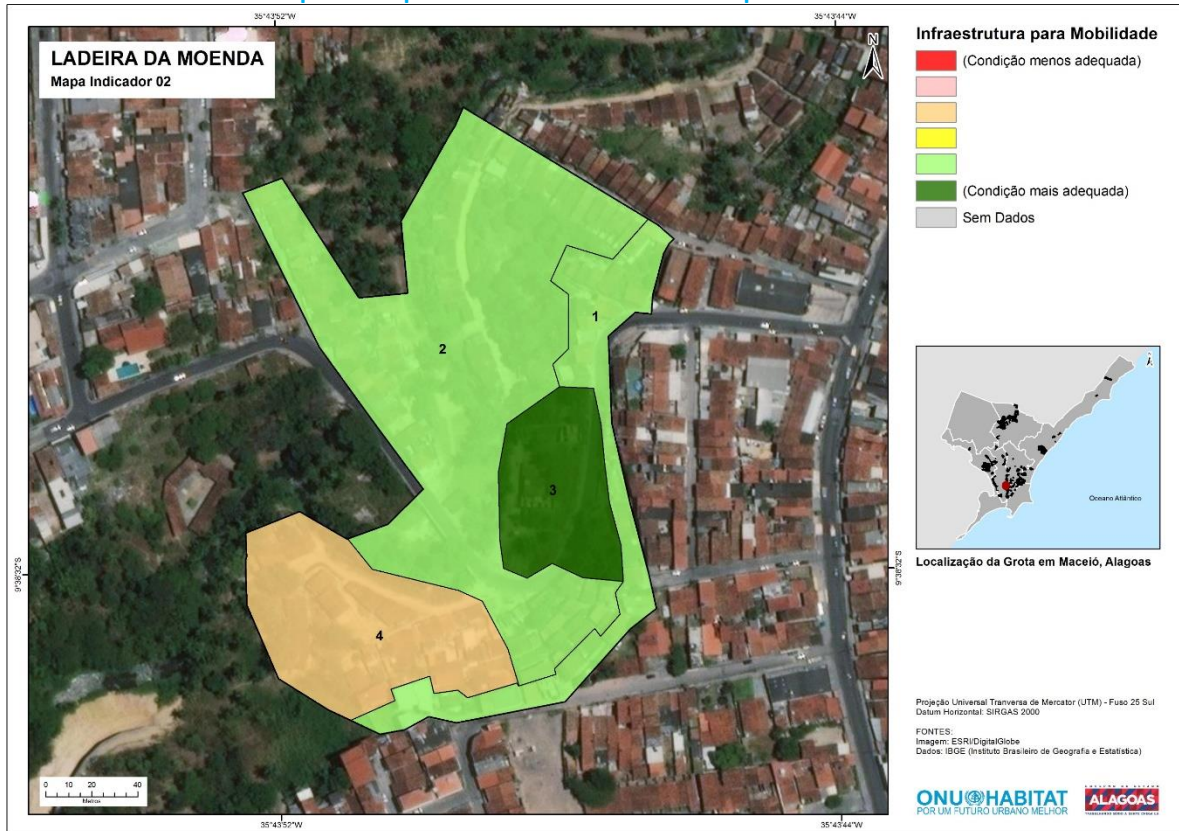 35°43'52"W
35°43'44"W
LADEIRA DA MOENDA
Mapa Indicador 02
N
Infraestrutura para Mobilidade
(Condição menos adequada)
(Condição mais adequada)
Sem Dados
1
2
3
4
9°38'32"S
9°38'32"S
Oceano Atlântico
Localização da Grota em Maceió, Alagoas
Projeção Universal Tranversa de Mercator (UTM) - Fuso 25 Sul
Datum Horizontal: SIRGAS 2000
FONTES:
Imagem: ESRI/DigitalGlobe
Dados: IBGE (Instituto Brasileiro de Geografia e Estatística)
0 10 20 40
Metros
35°43'52"W
35°43'44"W
ONU HABITAT
POR UM FUTURO URBANO MELHOR
ALAGOAS